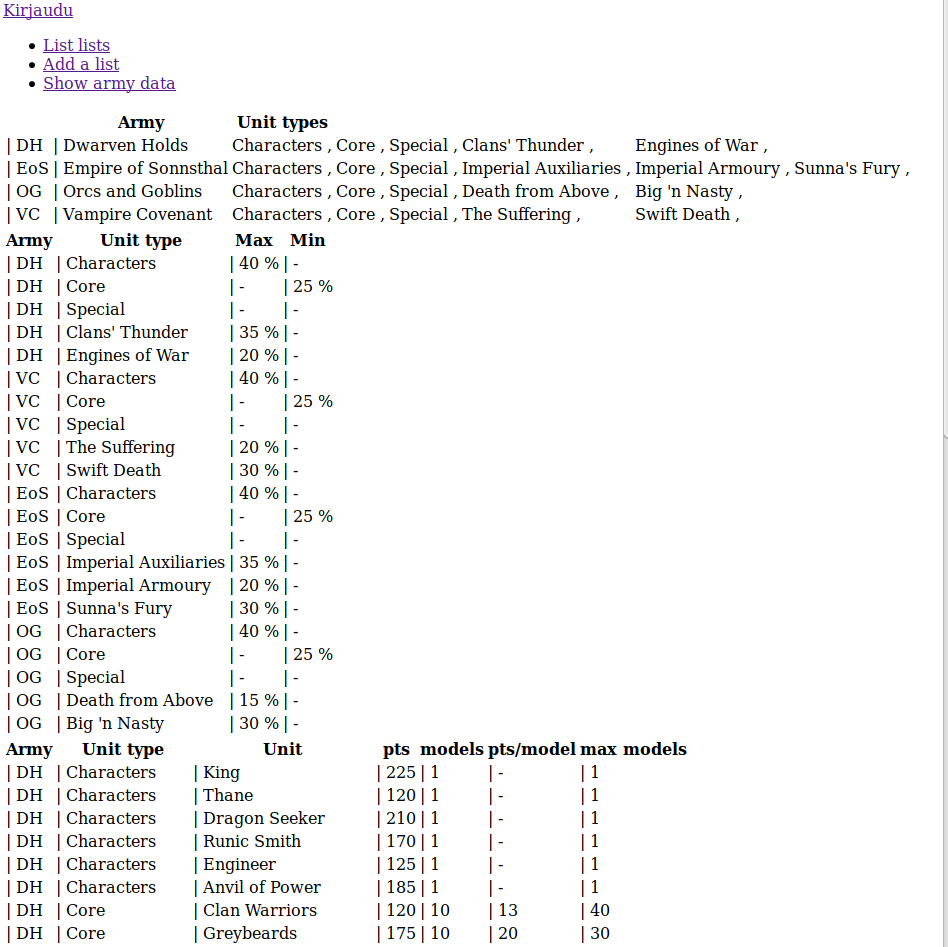 Kirjaudu
List lists
Add a list
Show army data
Army Unit types
| DH | Dwarven Holds Characters , Core , Special , Clans' Thunder , Engines of War ,
| EoS | Empire of Sonnsthal Characters , Core , Special , Imperial Auxiliaries , Imperial Armoury , Sunna's Fury ,
| OG | Orcs and Goblins Characters , Core , Special , Death from Above , Big 'n Nasty ,
| VC | Vampire Covenant Characters , Core , Special , The Suffering , Swift Death ,
Army Unit type Max Min
| DH | Characters | 40 % | -
| DH | Core | - | 25 %
| DH | Special | - | -
| DH | Clans' Thunder | 35 % | -
| DH | Engines of War | 20 % | -
| VC | Characters | 40 % | -
| VC | Core | - | 25 %
| VC | Special | - | -
| VC | The Suffering | 20 % | -
| VC | Swift Death | 30 % | -
| EoS | Characters | 40 % | -
| EoS | Core | - | 25 %
| EoS | Special | - | -
| EoS | Imperial Auxiliaries | 35 % | -
| EoS | Imperial Armoury | 20 % | -
| EoS | Sunna's Fury | 30 % | -
| OG | Characters | 40 % | -
| OG | Core | - | 25 %
| OG | Special | - | -
| OG | Death from Above | 15 % | -
| OG | Big 'n Nasty | 30 % | -
Army Unit type Unit pts models pts/model max models
| DH | Characters | King | 225 | 1 | - | 1
| DH | Characters | Thane | 120 | 1 | - | 1
| DH | Characters | Dragon Seeker | 210 | 1 | - | 1
| DH | Characters | Runic Smith | 170 | 1 | - | 1
| DH | Characters | Engineer | 125 | 1 | - | 1
| DH | Characters | Anvil of Power | 185 | 1 | - | 1
| DH | Core | Clan Warriors | 120 | 10 | 13 | 40
| DH | Core | Greybeards | 175 | 10 | 20 | 30